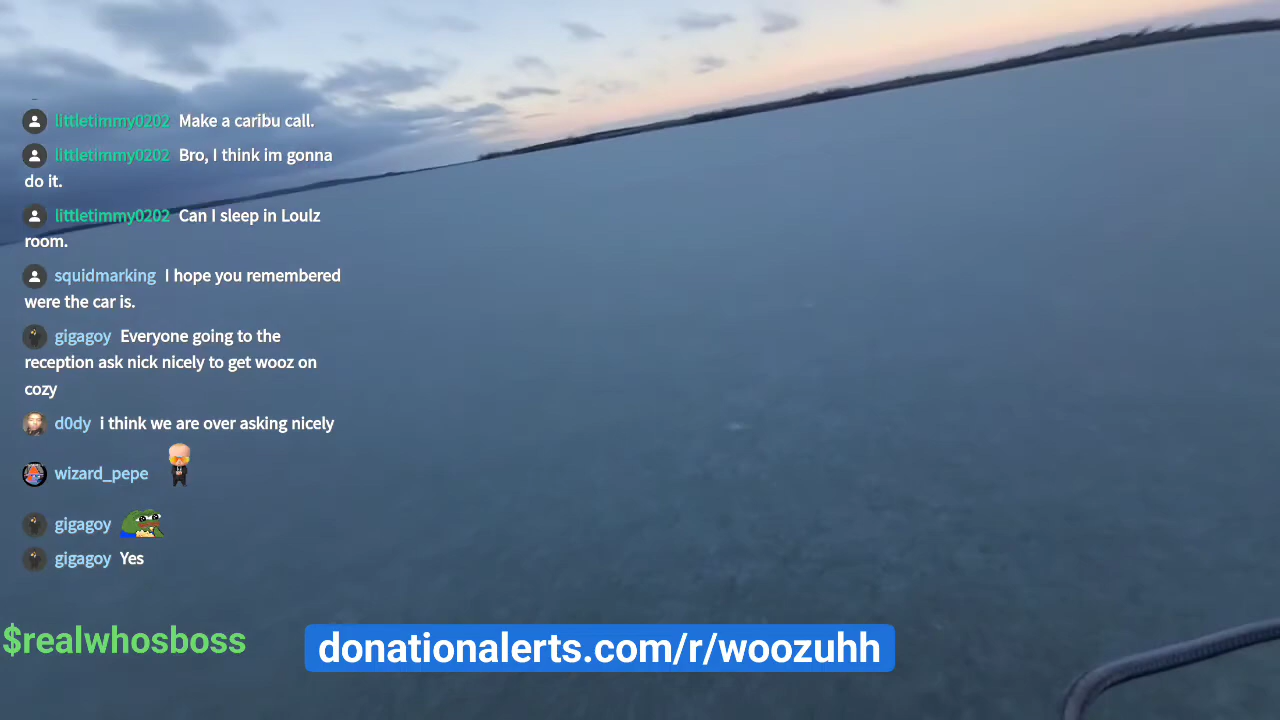 littletimmy0202 Make a caribu call.
littletimmy0202 Bro, I think im gonna
do it.
littletimmy0202 Can I sleep in Loulz
room.
squidmarking I hope you remembered
were the car is.
gigagoy Everyone going to the
reception ask nick nicely to get wooz on
cozy
d0dy i think we are over asking nicely
wizard_pepe
gigagoy
gigagoy Yes
$realwhosboss
donationalerts.com/r/woozuhh